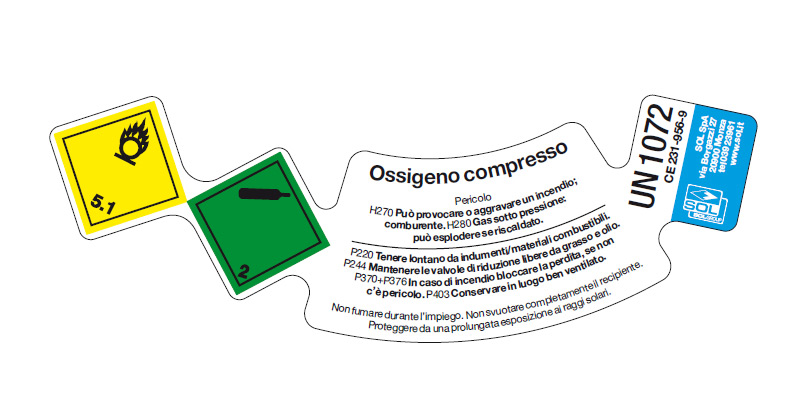 5.1
2
Ossigeno compresso
Pericolo
H270 Può provocare o aggravare un incendio;
comburente. H280 Gas sotto pressione:
può esplodere se riscaldato.
P220 Tenere lontano da indumenti/materiali combustibili.
P244 Mantenere le valvole di riduzione libere da grasso e olio.
P370+P376 In caso di incendio bloccare la perdita, se non
c'è pericolo. P403 Conservare in luogo ben ventilato.
Non fumare durante l'impiego. Non svuotare completamente il recipiente.
Proteggere da una prolungata esposizione ai raggi solari.
UN 1072
CE 231-956-9
SOL SpA
via Borgazzi 27
20900 Monza
tel 039 23961
www.sol.it
SOL
SOLGROUP